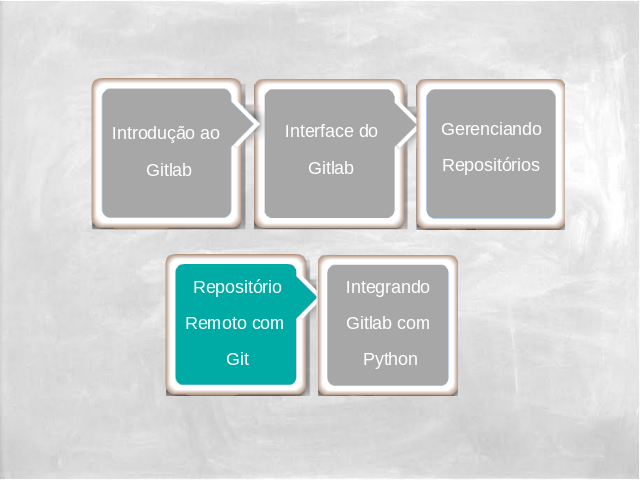 Introdução ao
Gitlab
Interface do
Gitlab
Gerenciando
Repositórios
Repositório
Remoto com
Git
Integrando
Gitlab com
Python